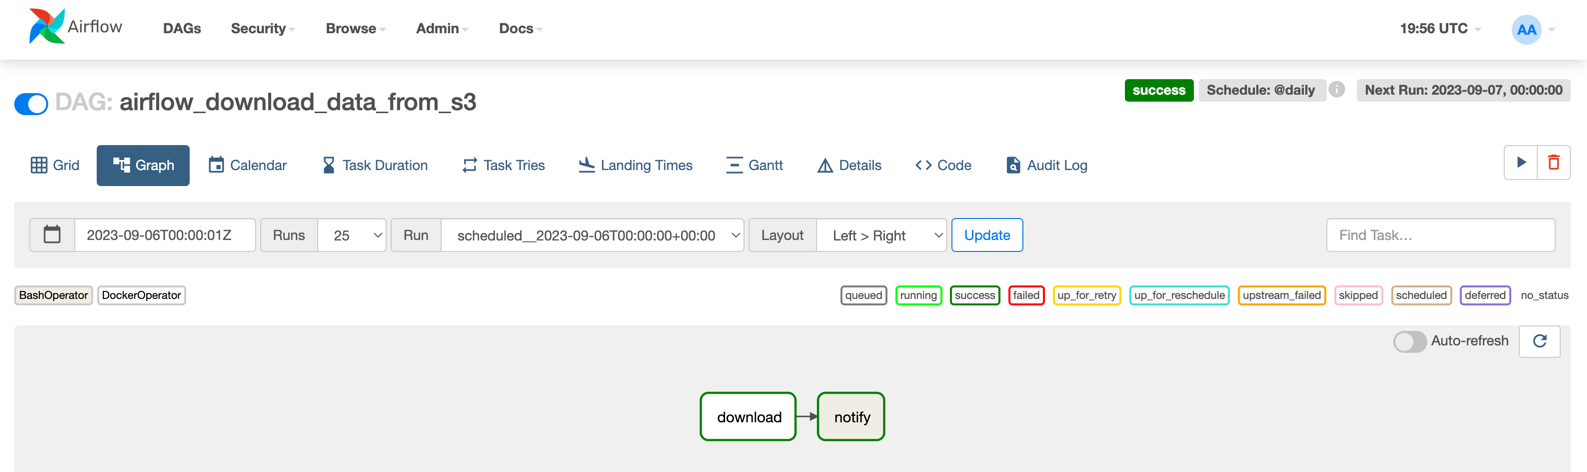 Airflow DAGs Security Browse Admin Docs 19:56 UTC AA
DAG: airflow_download_data_from_s3 success Schedule: @daily i Next Run: 2023-09-07, 00:00:00
Grid Graph Calendar Task Duration Task Tries Landing Times Gantt Details Code Audit Log
2023-09-06T00:00:01Z Runs 25 Run scheduled__2023-09-06T00:00:00+00:00 Layout Left > Right Update Find Task…
BashOperator DockerOperator queued running success failed up_for_retry up_for_reschedule upstream_failed skipped scheduled deferred no_status
Auto-refresh
download notify